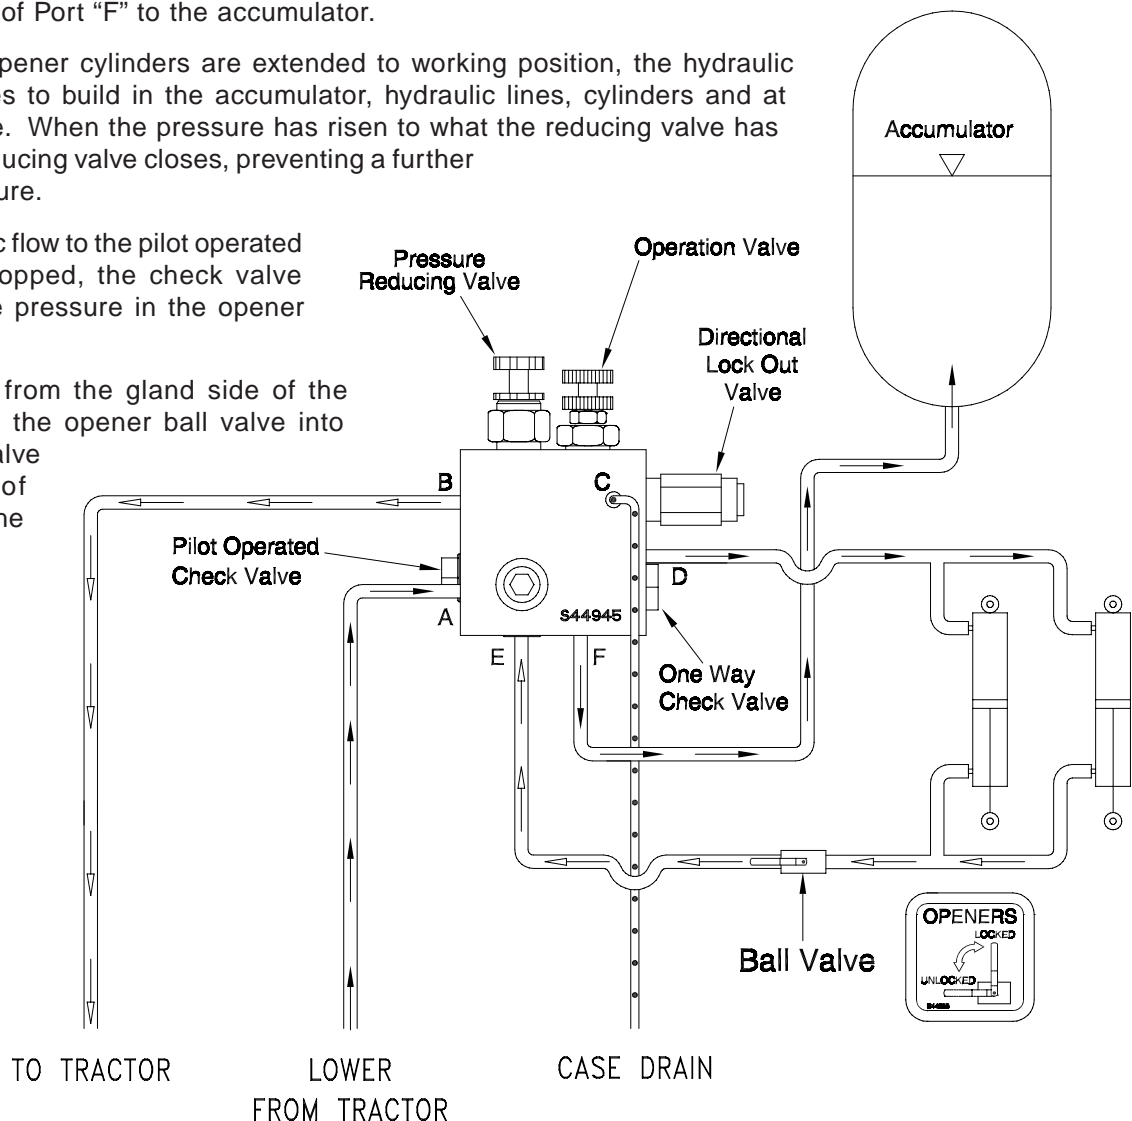 of Port “F” to the accumulator.
pener cylinders are extended to working position, the hydraulic
es to build in the accumulator, hydraulic lines, cylinders and at
e. When the pressure has risen to what the reducing valve has
ducing valve closes, preventing a further
ure.
c flow to the pilot operated
opped, the check valve
e pressure in the opener
from the gland side of the
the opener ball valve into
alve
of
he
Accumulator
Pressure
Reducing Valve
Operation Valve
Directional
Lock Out
Valve
B
C
Pilot Operated
Check Valve
D
A
S44945
E
F
One Way
Check Valve
Ball Valve
OPENERS
LOCKED
UNLOCKED
TO TRACTOR
LOWER
FROM TRACTOR
CASE DRAIN